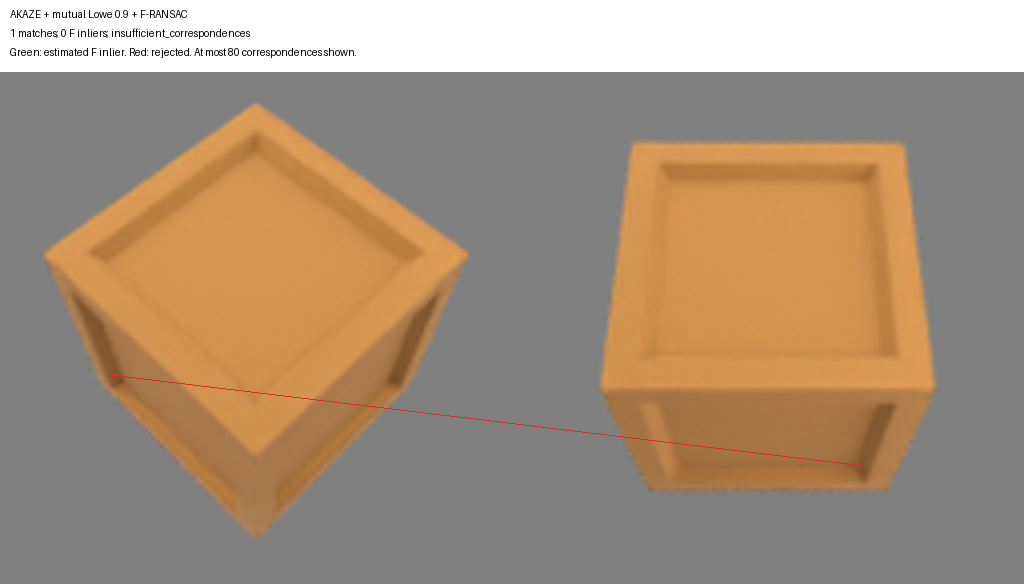 AKAZE + mutual Lowe 0.9 + F-RANSAC
1 matches; 0 F inliers; insufficient_correspondences
Green: estimated F inlier. Red: rejected. At most 80 correspondences shown.